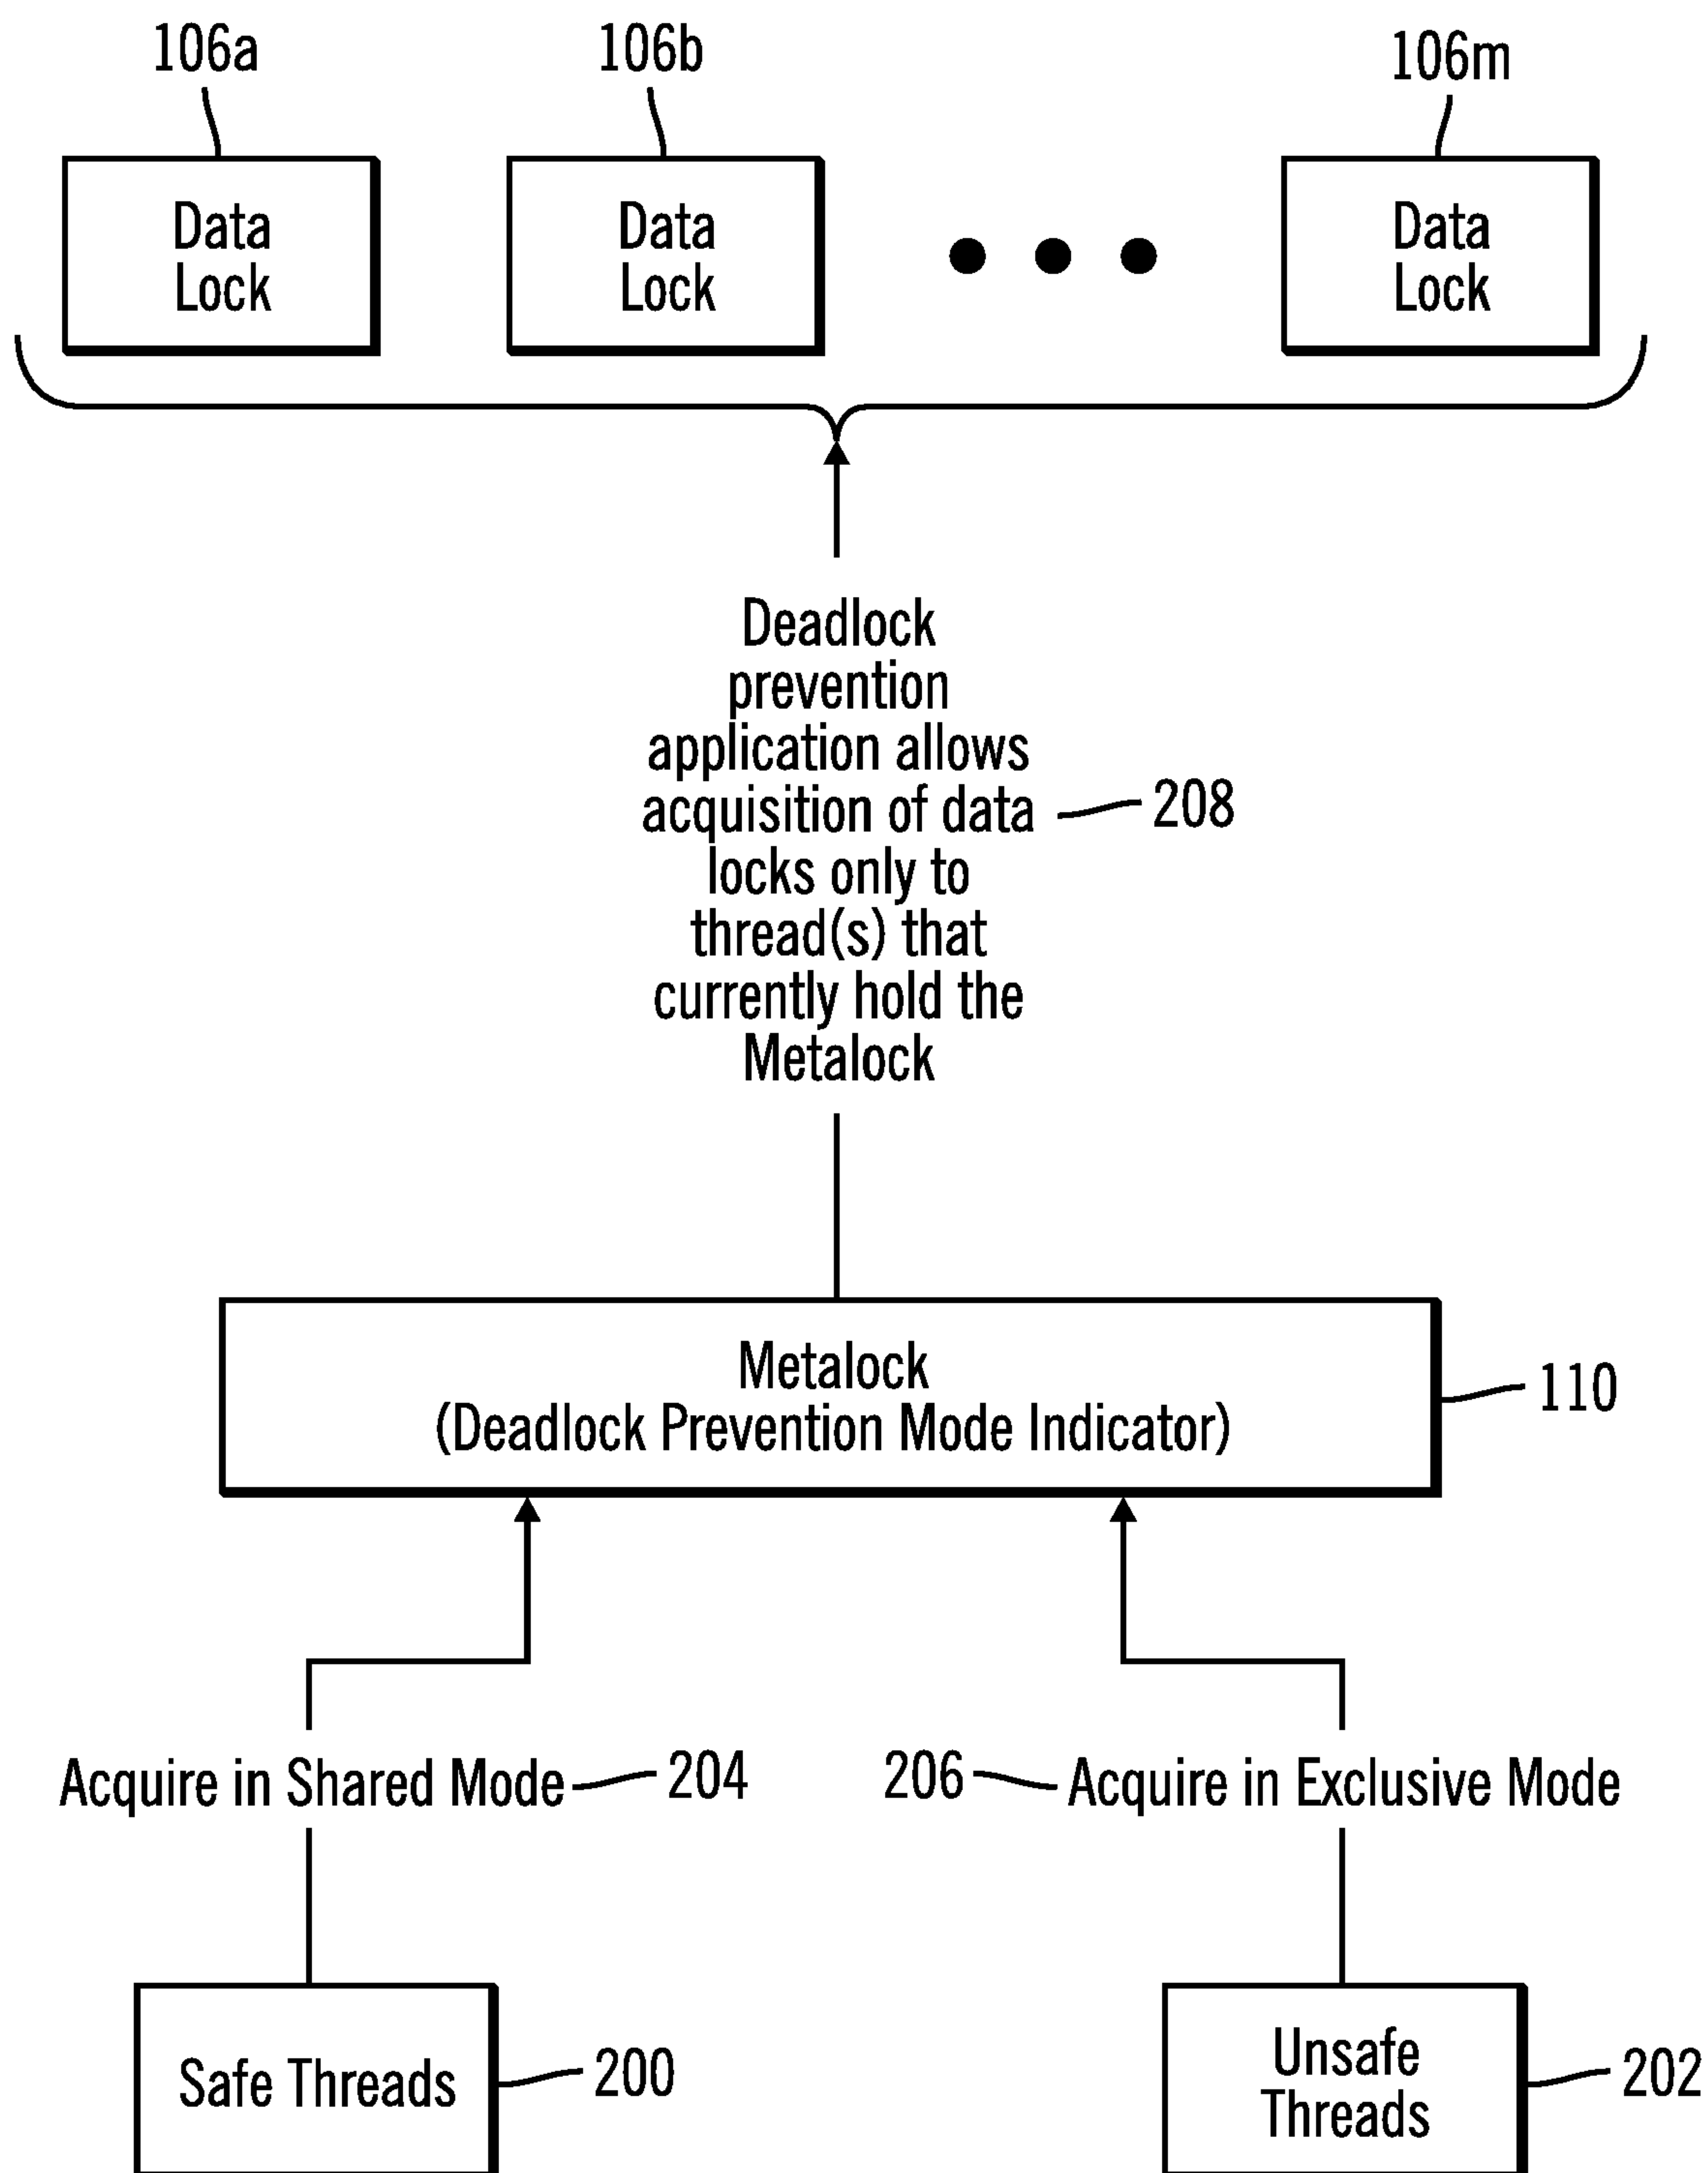 106a
106b
106m
Data
Lock
Data
Lock
Data
Lock
Deadlock
prevention
application allows
acquisition of data
208
locks only to
thread(s) that
currently hold the
Metalock
Metalock
(Deadlock Prevention Mode Indicator)
110
Acquire in Shared Mode
204
206
Acquire in Exclusive Mode
Safe Threads
200
Unsafe
Threads
202